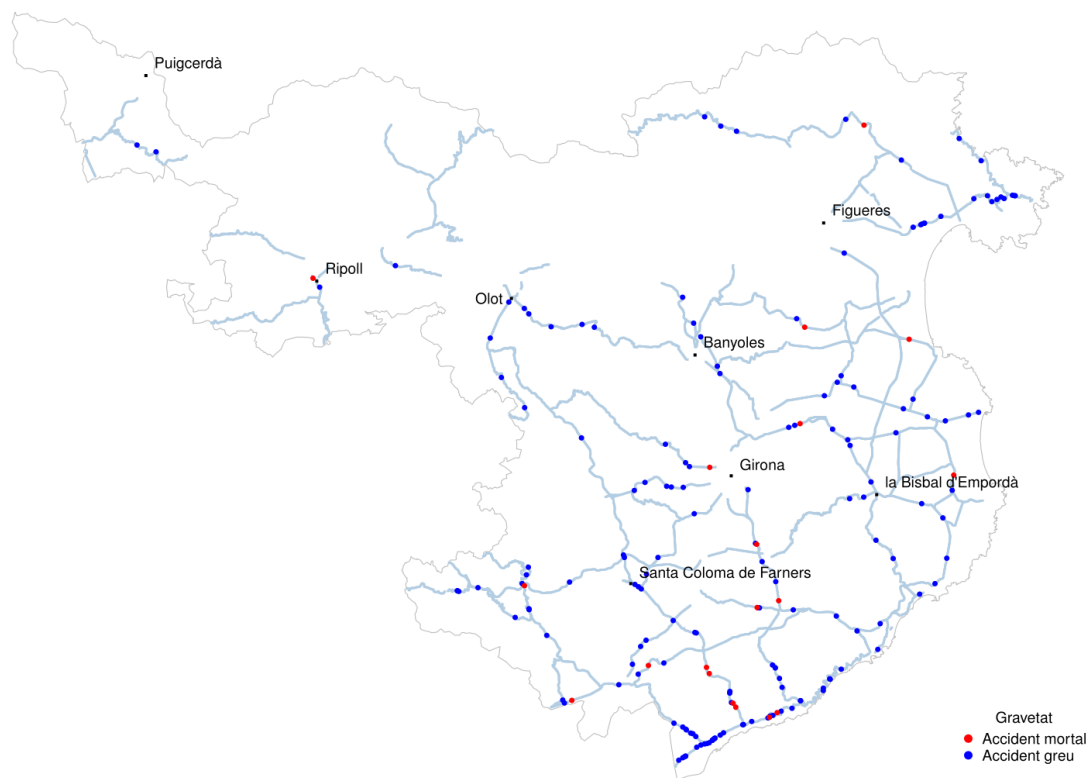 Puigcerdà
Figueres
Ripoll
Olot
Banyoles
Girona
la Bisbal d'Empordà
Santa Coloma de Farners
Gravetat
Accident mortal
Accident greu